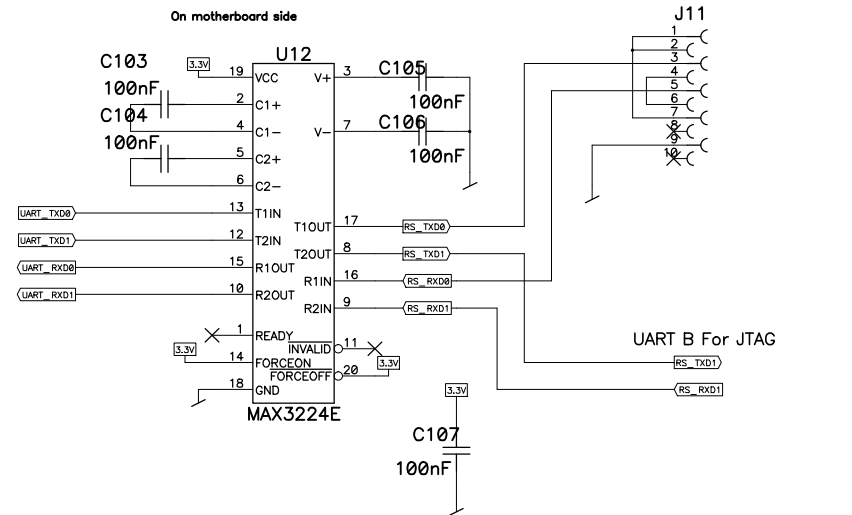 On motherboard side
J11
1
2
3
4
5
6
7
8
9
10
U12
C103
100nF
C104
100nF
3.3V
19 VCC
2 C1+
4 C1-
5 C2+
6 C2-
13 T1IN
12 T2IN
15 R1OUT
10 R2OUT
1 READY
14 FORCEON
18 GND
V+ 3
V- 7
T1OUT 17
T2OUT 8
R1IN 16
R2IN 9
INVALID 11
FORCEOFF 20
MAX3224E
C105
100nF
C106
100nF
UART_TXD0
UART_TXD1
UART_RXD0
UART_RXD1
RS_TXD0
RS_TXD1
RS_RXD0
RS_RXD1
3.3V
3.3V
UART B For JTAG
RS_TXD1
RS_RXD1
3.3V
C107
100nF